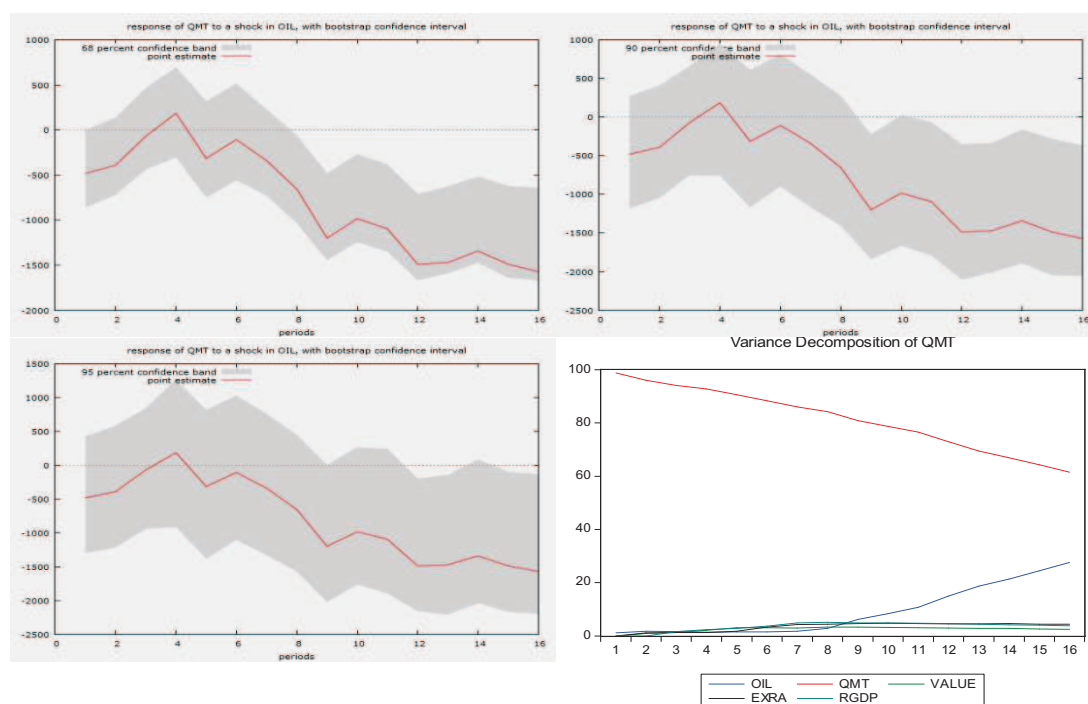 response of QMT to a shock in OIL, with bootstrap confidence interval
68 percent confidence band
point estimate
1000
500
0
-500
-1000
-1500
-2000
0 2 4 6 8 10 12 14 16
periods
response of QMT to a shock in OIL, with bootstrap confidence interval
90 percent confidence band
point estimate
1000
500
0
-500
-1000
-1500
-2000
-2500
0 2 4 6 8 10 12 14 16
periods
response of QMT to a shock in OIL, with bootstrap confidence interval
95 percent confidence band
point estimate
1500
1000
500
0
-500
-1000
-1500
-2000
-2500
0 2 4 6 8 10 12 14 16
periods
Variance Decomposition of QMT
100
80
60
40
20
0
1 2 3 4 5 6 7 8 9 10 11 12 13 14 15 16
OIL QMT VALUE
EXRA RGDP